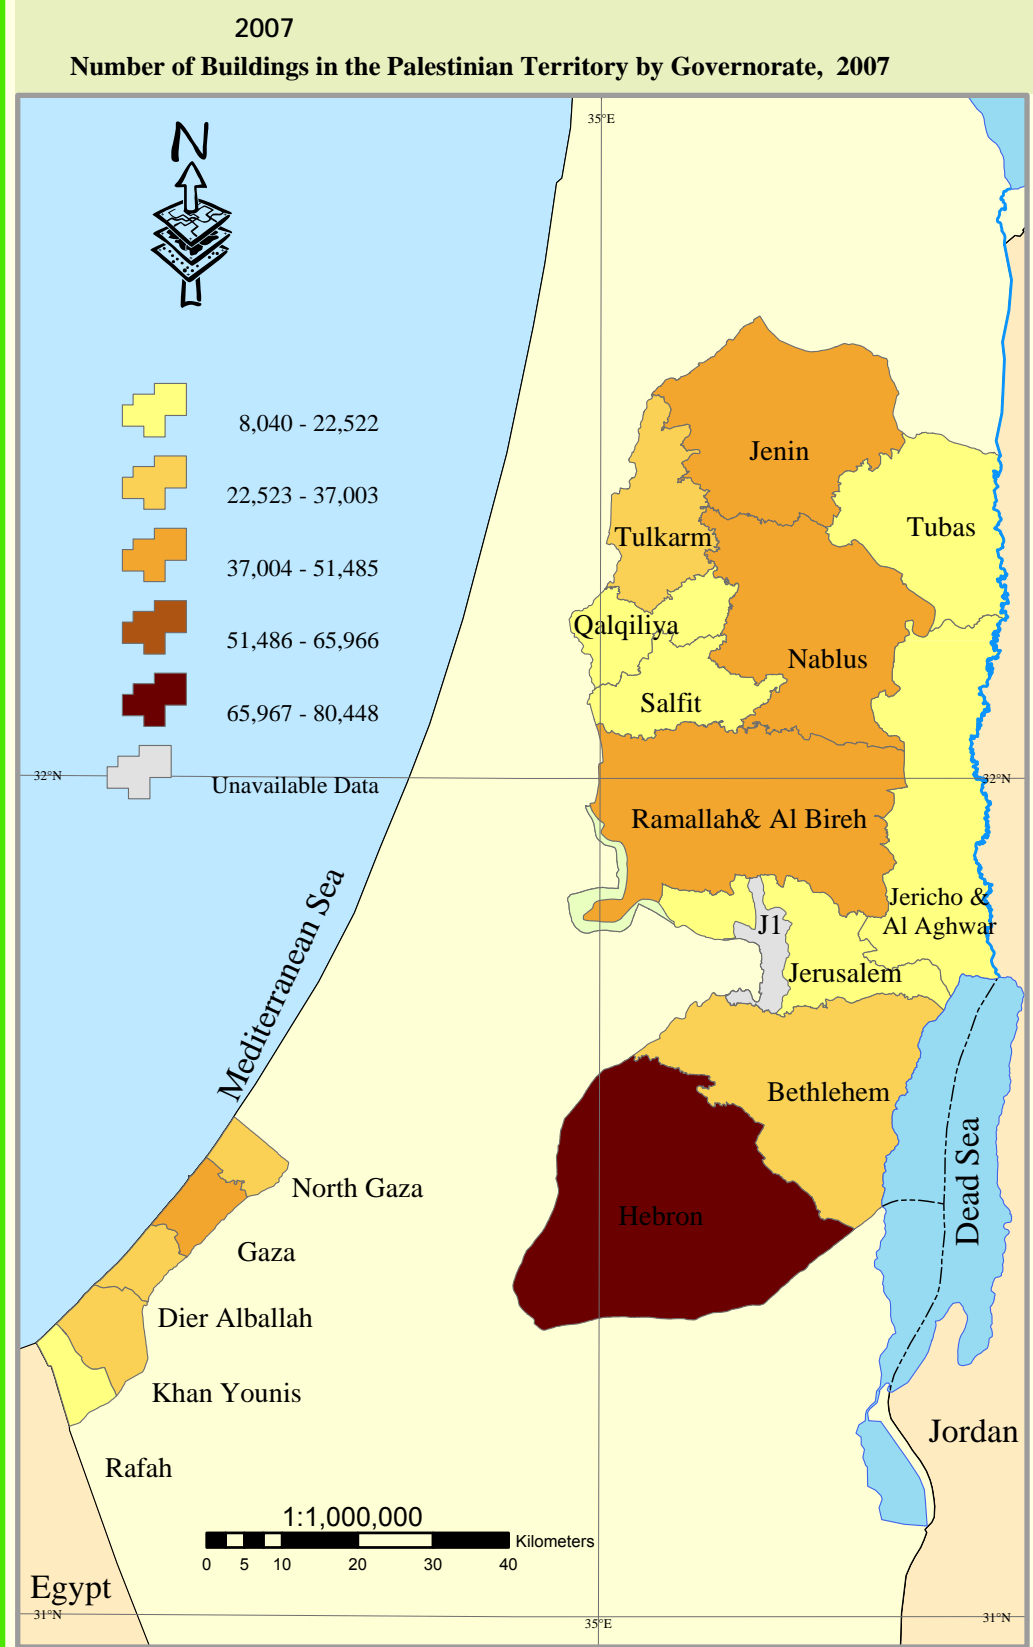 2007
Number of Buildings in the Palestinian Territory by Governorate, 2007
35°E
N
8,040 - 22,522
22,523 - 37,003
37,004 - 51,485
51,486 - 65,966
65,967 - 80,448
32°N
32°N
Unavailable Data
Jenin
Tubas
Tulkarm
Qalqiliya
Nablus
Salfit
Ramallah& Al Bireh
Jericho &
Al Aghwar
J1
Jerusalem
Mediterranean Sea
Bethlehem
Dead Sea
Hebron
North Gaza
Gaza
Dier Alballah
Khan Younis
Rafah
Jordan
1:1,000,000
Kilometers
0 5 10 20 30 40
Egypt
31°N
35°E
31°N